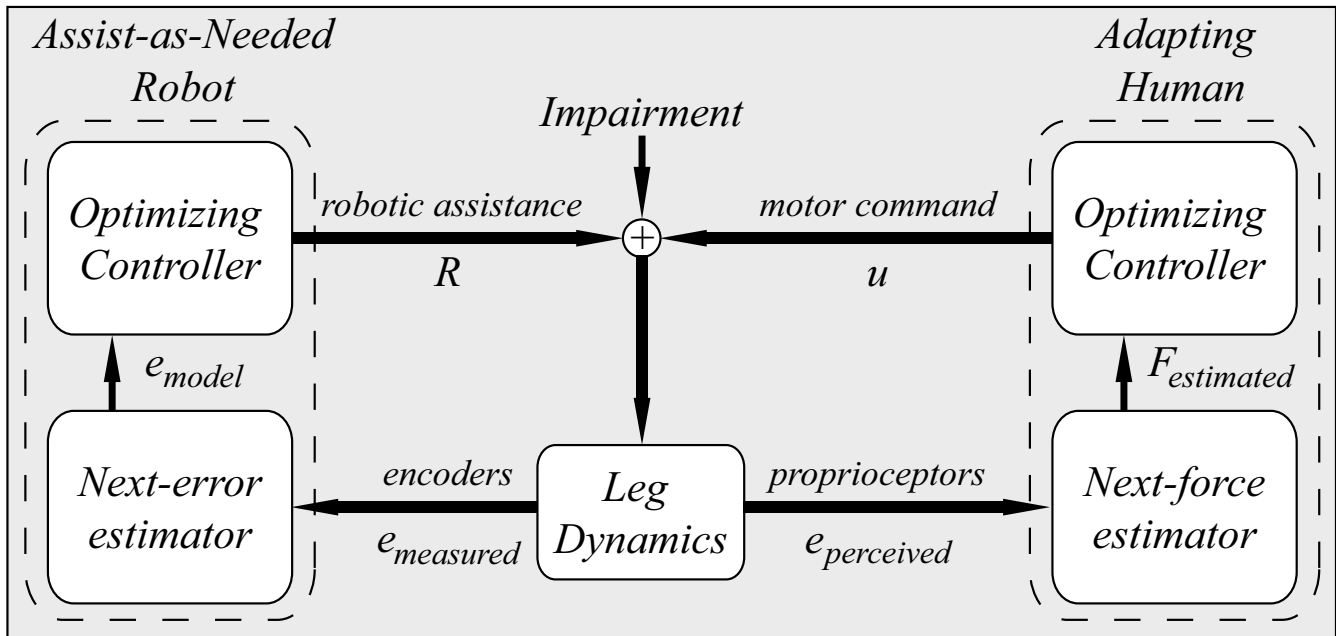 Assist-as-Needed
Robot
Adapting
Human
Impairment
Optimizing
Controller
robotic assistance
R
+
motor command
u
Optimizing
Controller
e_model
F_estimated
Next-error
estimator
encoders
e_measured
Leg
Dynamics
proprioceptors
e_perceived
Next-force
estimator